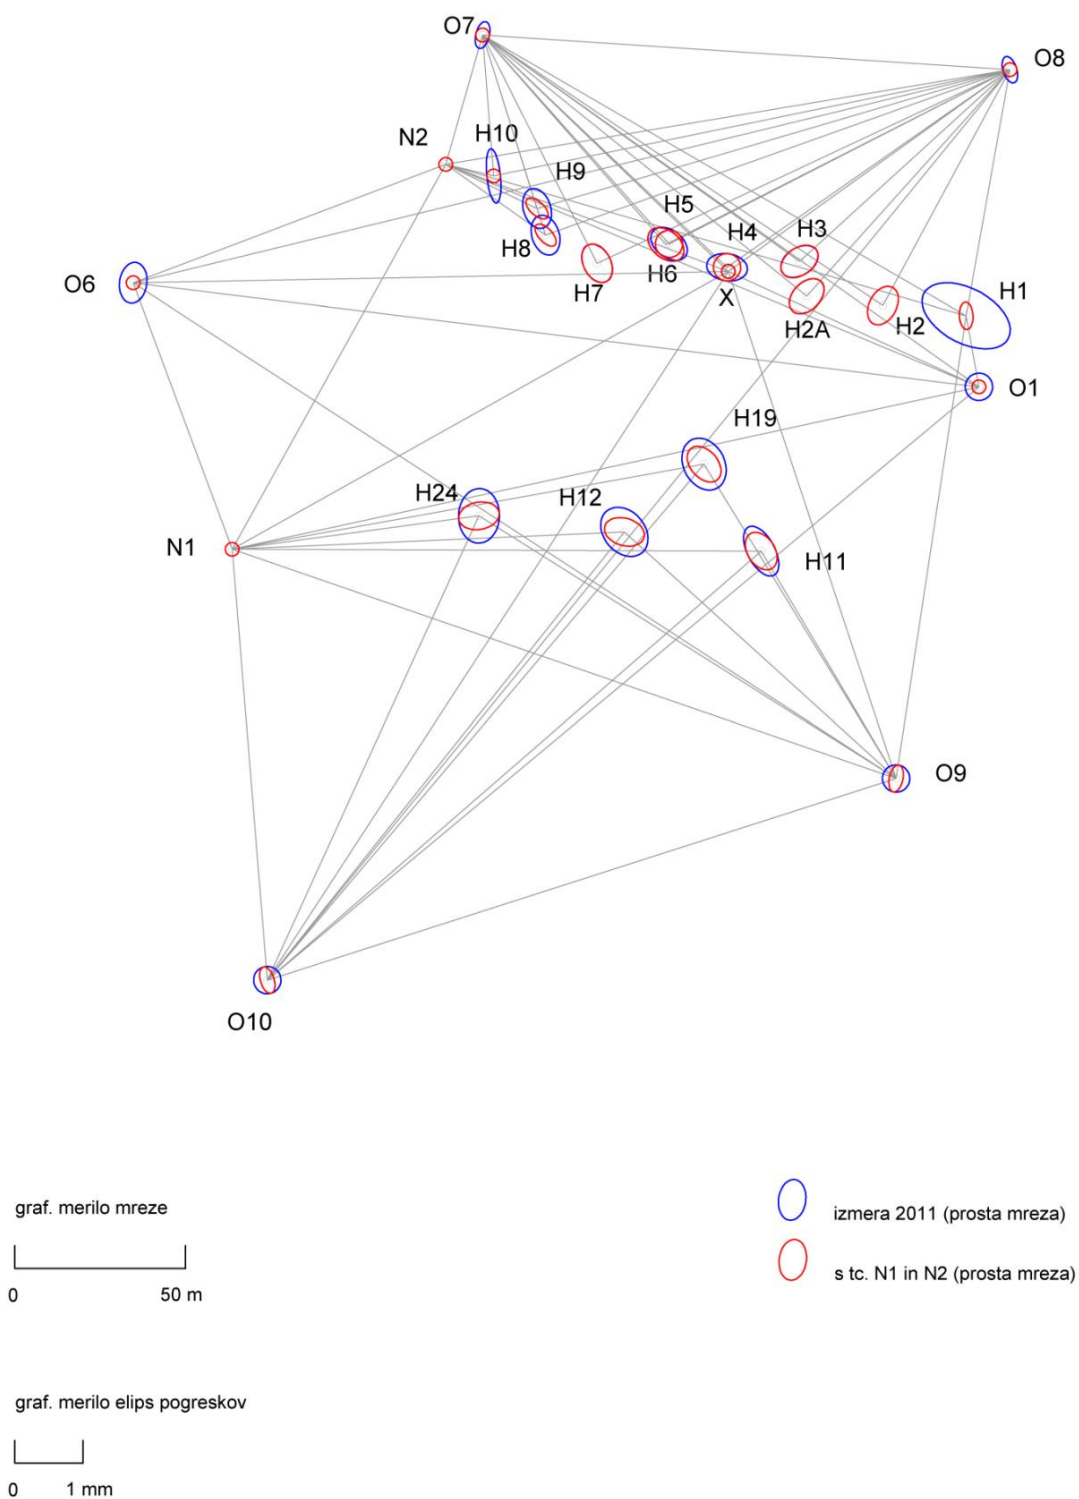 O7
O8
N2
H10
H9
H5
H4
H3
H8
H6
H7
X
H2A
H2
H1
O6
O1
H19
H24
H12
N1
H11
O9
O10
graf. merilo mreze
0 50 m
izmera 2011 (prosta mreza)
s tc. N1 in N2 (prosta mreza)
graf. merilo elips pogreskov
0 1 mm